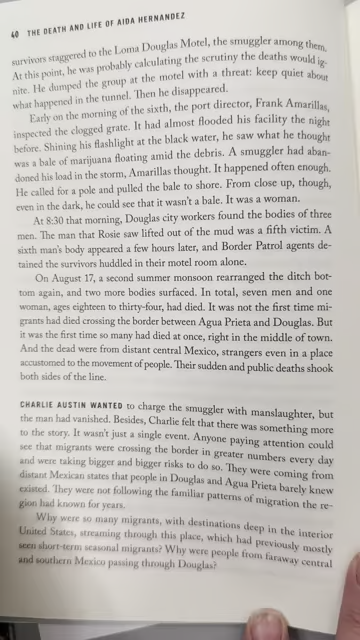 40 THE DEATH AND LIFE OF AIDA HERNANDEZ
survivors staggered to the Loma Douglas Motel, the smuggler among them.
At this point, he was probably calculating the scrutiny the deaths would ig-
nite. He dumped the group at the motel with a threat: keep quiet about
what happened in the tunnel. Then he disappeared.
Early on the morning of the sixth, the port director, Frank Amarillas,
inspected the clogged grate. It had almost flooded his facility the night
before. Shining his flashlight at the black water, he saw what he thought
was a bale of marijuana floating amid the debris. A smuggler had aban-
doned his load in the storm, Amarillas thought. It happened often enough.
He called for a pole and pulled the bale to shore. From close up, though,
even in the dark, he could see that it wasn't a bale. It was a woman.
At 8:30 that morning, Douglas city workers found the bodies of three
men. The man that Rosie saw lifted out of the mud was a fifth victim. A
sixth man's body appeared a few hours later, and Border Patrol agents de-
tained the survivors huddled in their motel room alone.
On August 17, a second summer monsoon rearranged the ditch bot-
tom again, and two more bodies surfaced. In total, seven men and one
woman, ages eighteen to thirty-four, had died. It was not the first time mi-
grants had died crossing the border between Agua Prieta and Douglas. But
it was the first time so many had died at once, right in the middle of town.
And the dead were from distant central Mexico, strangers even in a place
accustomed to the movement of people. Their sudden and public deaths shook
both sides of the line.
CHARLIE AUSTIN WANTED to charge the smuggler with manslaughter, but
the man had vanished. Besides, Charlie felt that there was something more
to the story. It wasn't just a single event. Anyone paying attention could
see that migrants were crossing the border in greater numbers every day
and were taking bigger and bigger risks to do so. They were coming from
distant Mexican states that people in Douglas and Agua Prieta barely knew
existed. They were not following the familiar patterns of migration the re-
gion had known for years.
Why were so many migrants, with destinations deep in the interior
United States, streaming through this place, which had previously mostly
seen short-term seasonal migrants? Why were people from faraway central
and southern Mexico passing through Douglas?